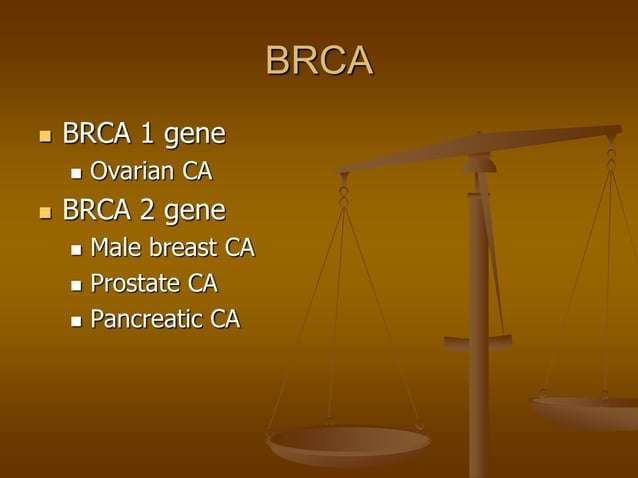 BRCA
BRCA 1 gene
Ovarian CA
BRCA 2 gene
Male breast CA
Prostate CA
Pancreatic CA